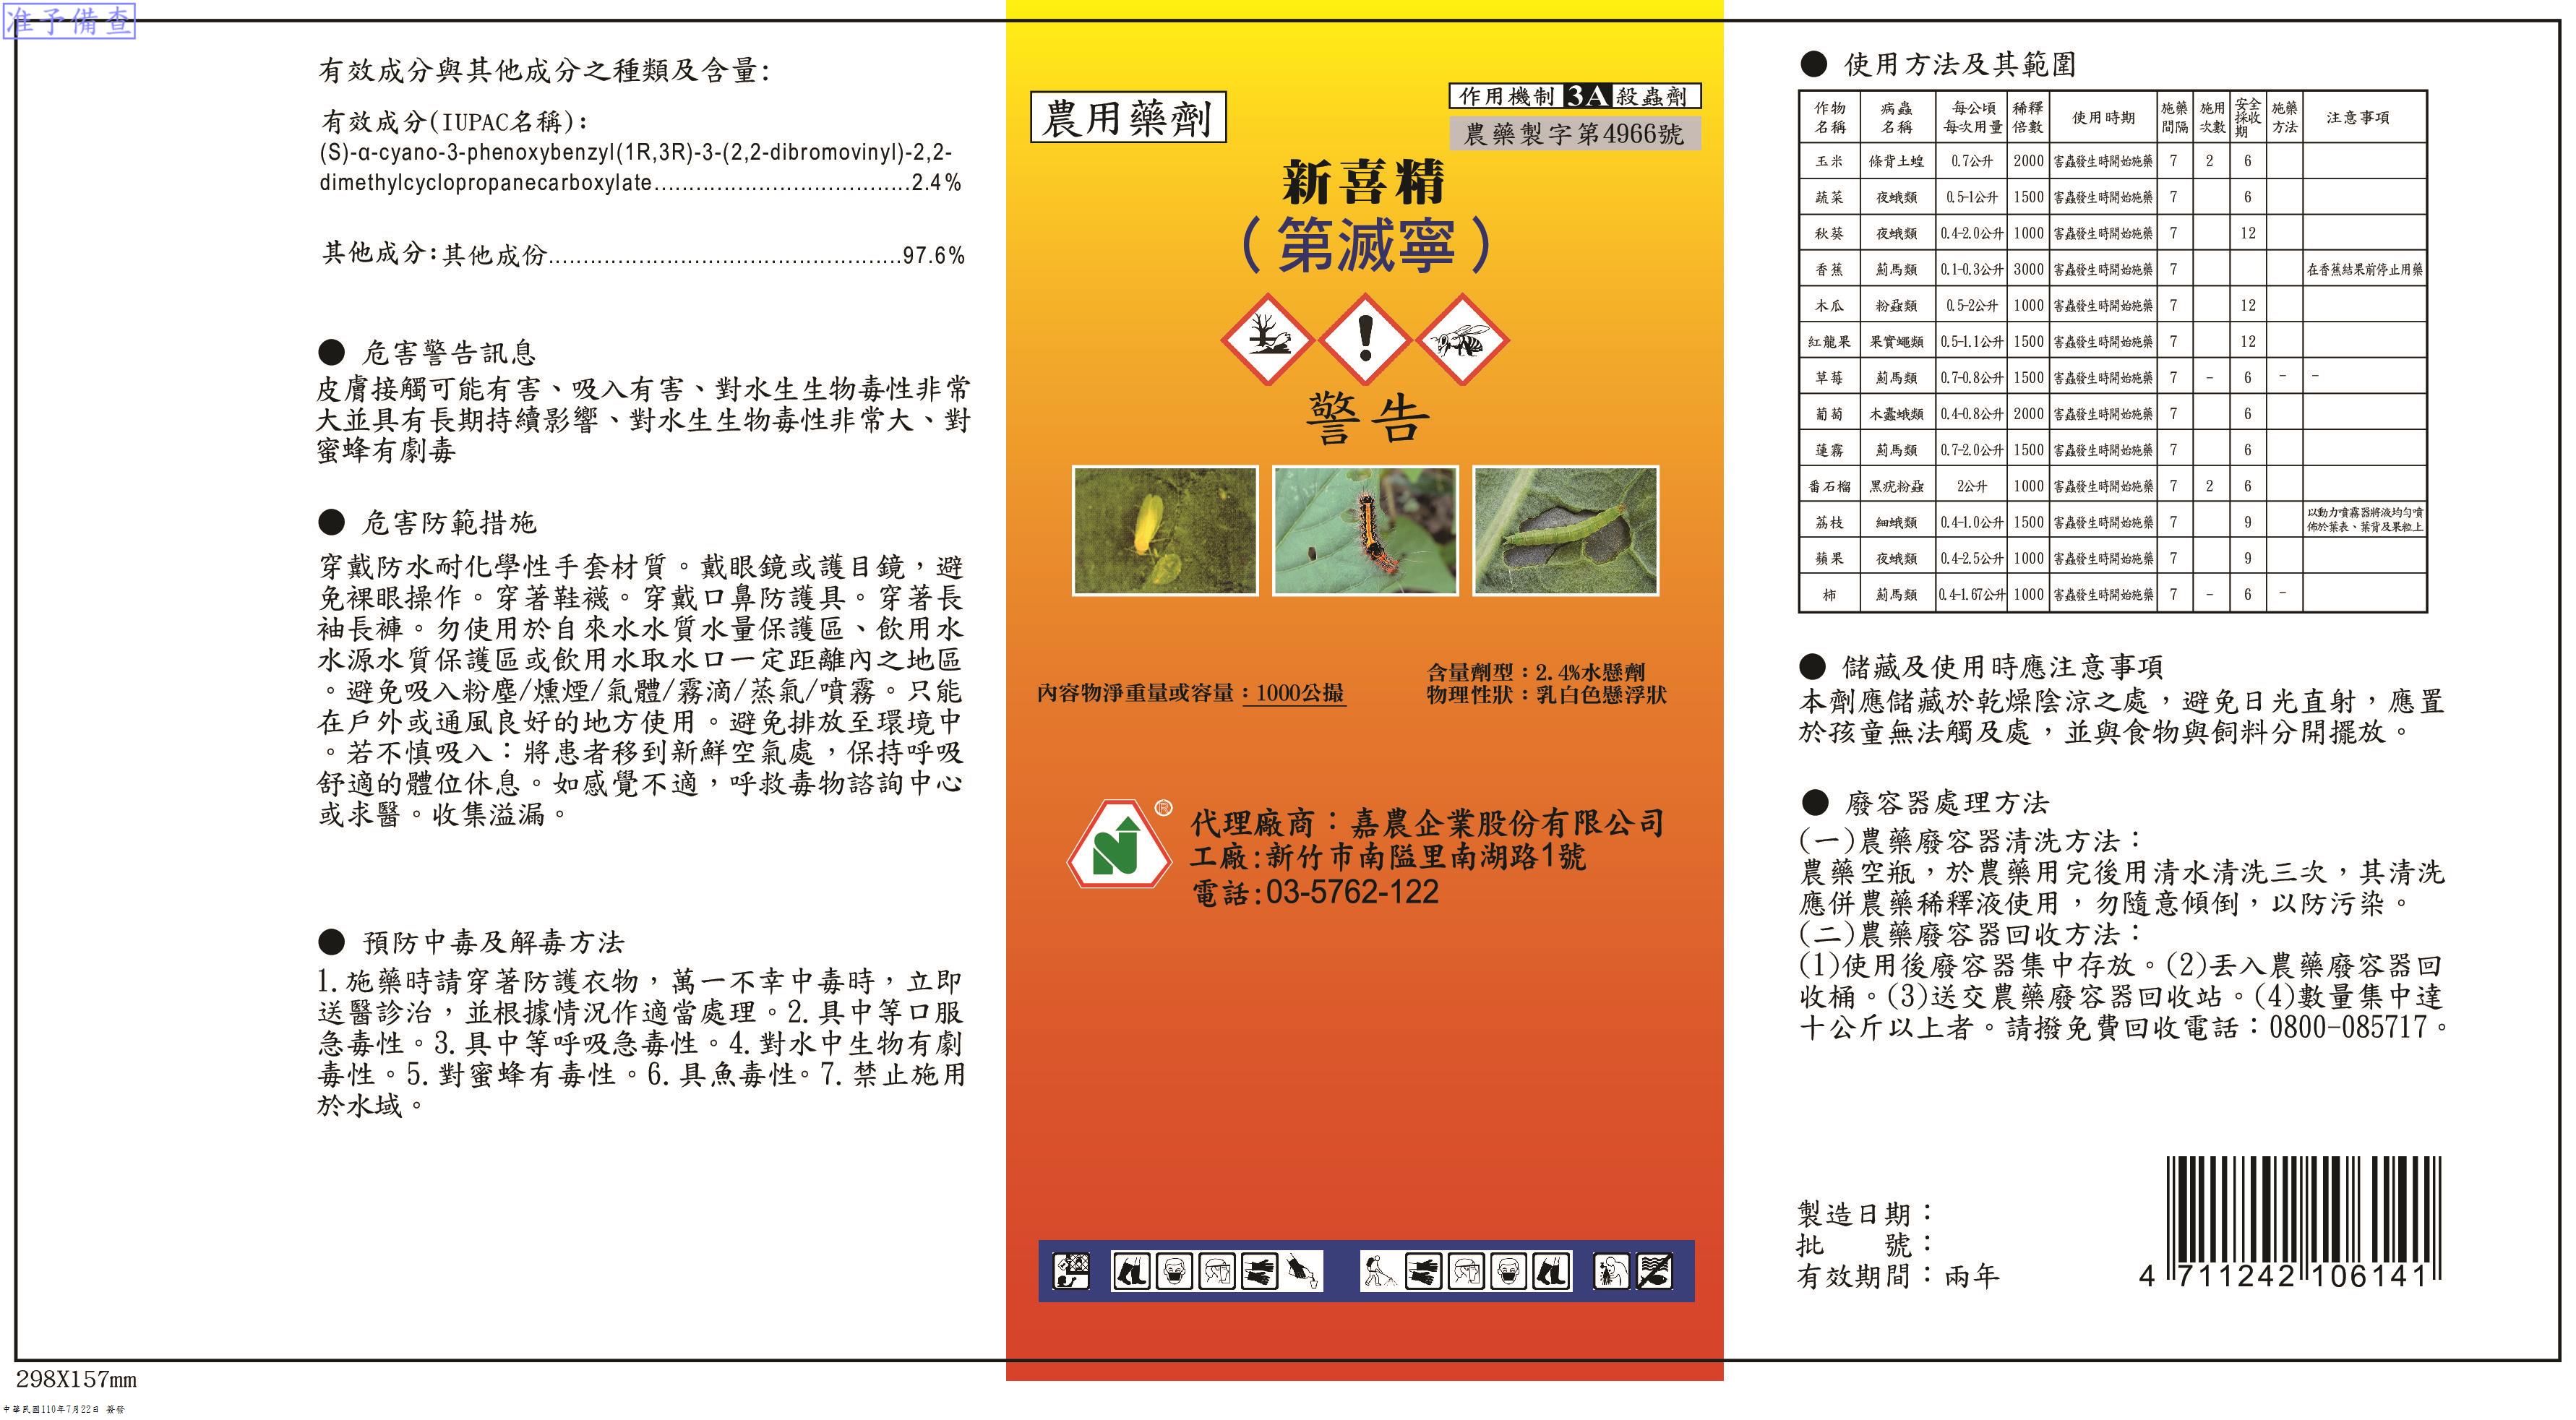 准予備查
有效成分與其他成分之種類及含量:
有效成分(IUPAC名稱):
(S)-α-cyano-3-phenoxybenzyl(1R,3R)-3-(2,2-dibromovinyl)-2,2-
dimethylcyclopropanecarboxylate.....................................2.4%
其他成分:其他成份...................................................97.6%
● 危害警告訊息
皮膚接觸可能有害、吸入有害、對水生生物毒性非常
大並具有長期持續影響、對水生生物毒性非常大、對
蜜蜂有劇毒
● 危害防範措施
穿戴防水耐化學性手套材質。戴眼鏡或護目鏡，避
免裸眼操作。穿著鞋襪。穿戴口鼻防護具。穿著長
袖長褲。勿使用於自來水水質水量保護區、飲用水
水源水質保護區或飲用水取水口一定距離內之地區
。避免吸入粉塵/燻煙/氣體/霧滴/蒸氣/噴霧。只能
在戶外或通風良好的地方使用。避免排放至環境中
。若不慎吸入：將患者移到新鮮空氣處，保持呼吸
舒適的體位休息。如感覺不適，呼救毒物諮詢中心
或求醫。收集溢漏。
● 預防中毒及解毒方法
1.施藥時請穿著防護衣物，萬一不幸中毒時，立即
送醫診治，並根據情況作適當處理。2.具中等口服
急毒性。3.具中等呼吸急毒性。4.對水中生物有劇
毒性。5.對蜜蜂有毒性。6.具魚毒性。7.禁止施用
於水域。
農用藥劑
作用機制 3A 殺蟲劑
農藥製字第4966號
新喜精
(第滅寧)
警告
內容物淨重量或容量：1000公撮
含量劑型：2.4%水懸劑
物理性狀：乳白色懸浮狀
®
代理廠商：嘉農企業股份有限公司
工廠:新竹市南隘里南湖路1號
電話:03-5762-122
● 使用方法及其範圍
作物名稱 病蟲名稱 每公頃每次用量 稀釋倍數 使用時期 施藥間隔 施用次數 安全採收期 施藥方法 注意事項
玉米 條背土蝗 0.7公升 2000 害蟲發生時開始施藥 7 2 6
蔬菜 夜蛾類 0.5-1公升 1500 害蟲發生時開始施藥 7 6
秋葵 夜蛾類 0.4-2.0公升 1000 害蟲發生時開始施藥 7 12
香蕉 薊馬類 0.1-0.3公升 3000 害蟲發生時開始施藥 7 在香蕉結果前停止用藥
木瓜 粉蝨類 0.5-2公升 1000 害蟲發生時開始施藥 7 12
紅龍果 果實蠅類 0.5-1.1公升 1500 害蟲發生時開始施藥 7 12
草莓 薊馬類 0.7-0.8公升 1500 害蟲發生時開始施藥 7 - 6 - -
葡萄 木蠹蛾類 0.4-0.8公升 2000 害蟲發生時開始施藥 7 6
蓮霧 薊馬類 0.7-2.0公升 1500 害蟲發生時開始施藥 7 6
番石榴 黑疣粉蝨 2公升 1000 害蟲發生時開始施藥 7 2 6
荔枝 細蛾類 0.4-1.0公升 1500 害蟲發生時開始施藥 7 9 以動力噴霧器將液均勻噴佈於葉表、葉背及果粒上
蘋果 夜蛾類 0.4-2.5公升 1000 害蟲發生時開始施藥 7 9
柿 薊馬類 0.4-1.67公升 1000 害蟲發生時開始施藥 7 - 6 -
● 儲藏及使用時應注意事項
本劑應儲藏於乾燥陰涼之處，避免日光直射，應置
於孩童無法觸及處，並與食物與飼料分開擺放。
● 廢容器處理方法
(一)農藥廢容器清洗方法：
農藥空瓶，於農藥用完後用清水清洗三次，其清洗
應併農藥稀釋液使用，勿隨意傾倒，以防污染。
(二)農藥廢容器回收方法：
(1)使用後廢容器集中存放。(2)丟入農藥廢容器回
收桶。(3)送交農藥廢容器回收站。(4)數量集中達
十公斤以上者。請撥免費回收電話：0800-085717。
製造日期：
批　　號：
有效期間：兩年
4 711242 106141
298X157mm
中華民國110年7月22日 簽發